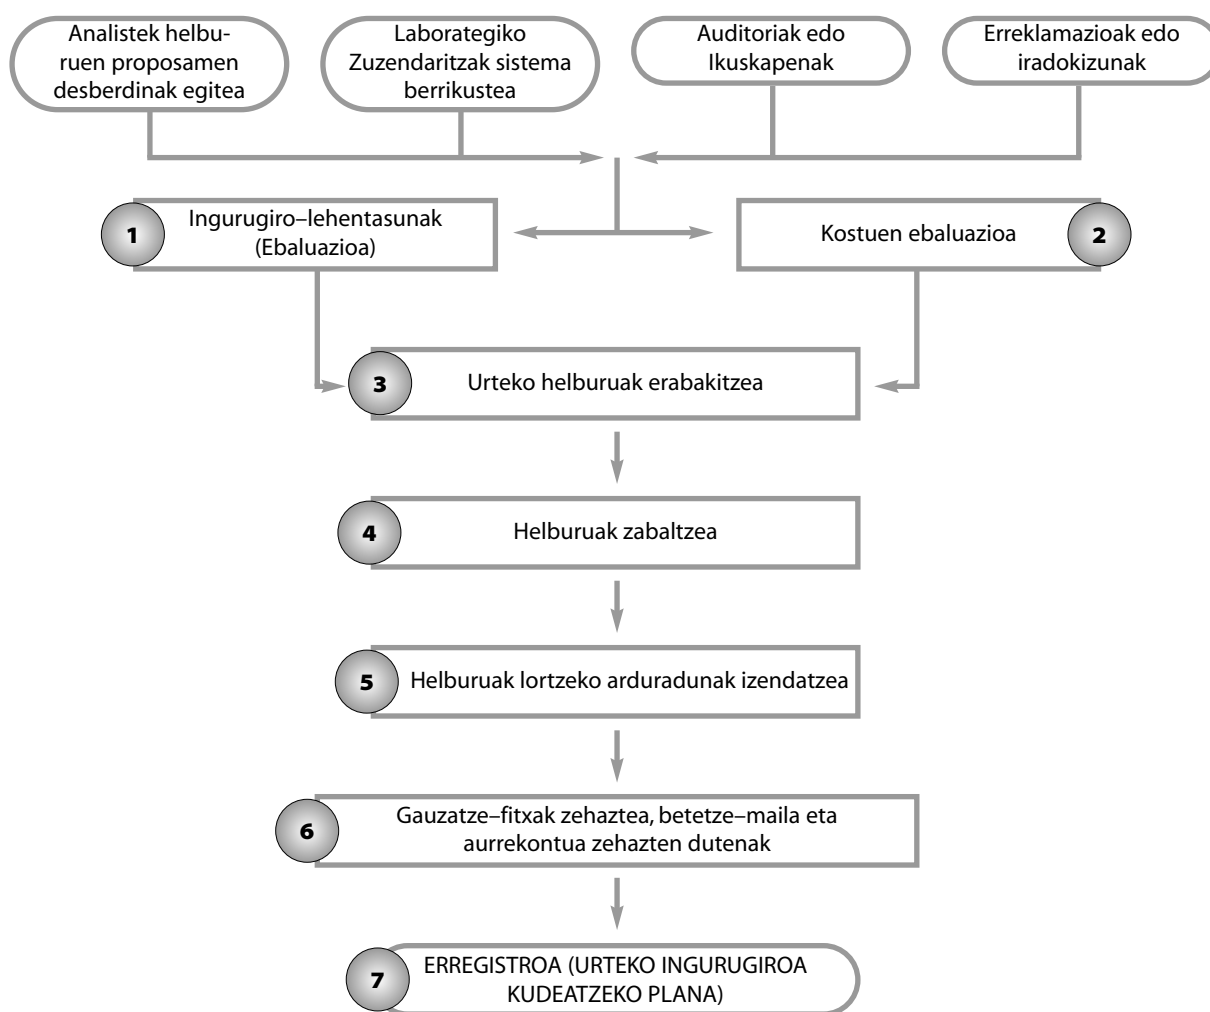 Analistek helbu-
ruen proposamen
desberdinak egitea
Laborategiko
Zuzendaritzak sistema
berrikustea
Auditoriak edo
Ikuskapenak
Erreklamazioak edo
iradokizunak
1
Ingurugiro–lehentasunak
(Ebaluazioa)
Kostuen ebaluazioa
2
3
Urteko helburuak erabakitzea
4
Helburuak zabaltzea
5
Helburuak lortzeko arduradunak izendatzea
6
Gauzatze–fitxak zehaztea, betetze–maila eta
aurrekontua zehazten dutenak
7
ERREGISTROA (URTEKO INGURUGIROA
KUDEATZEKO PLANA)